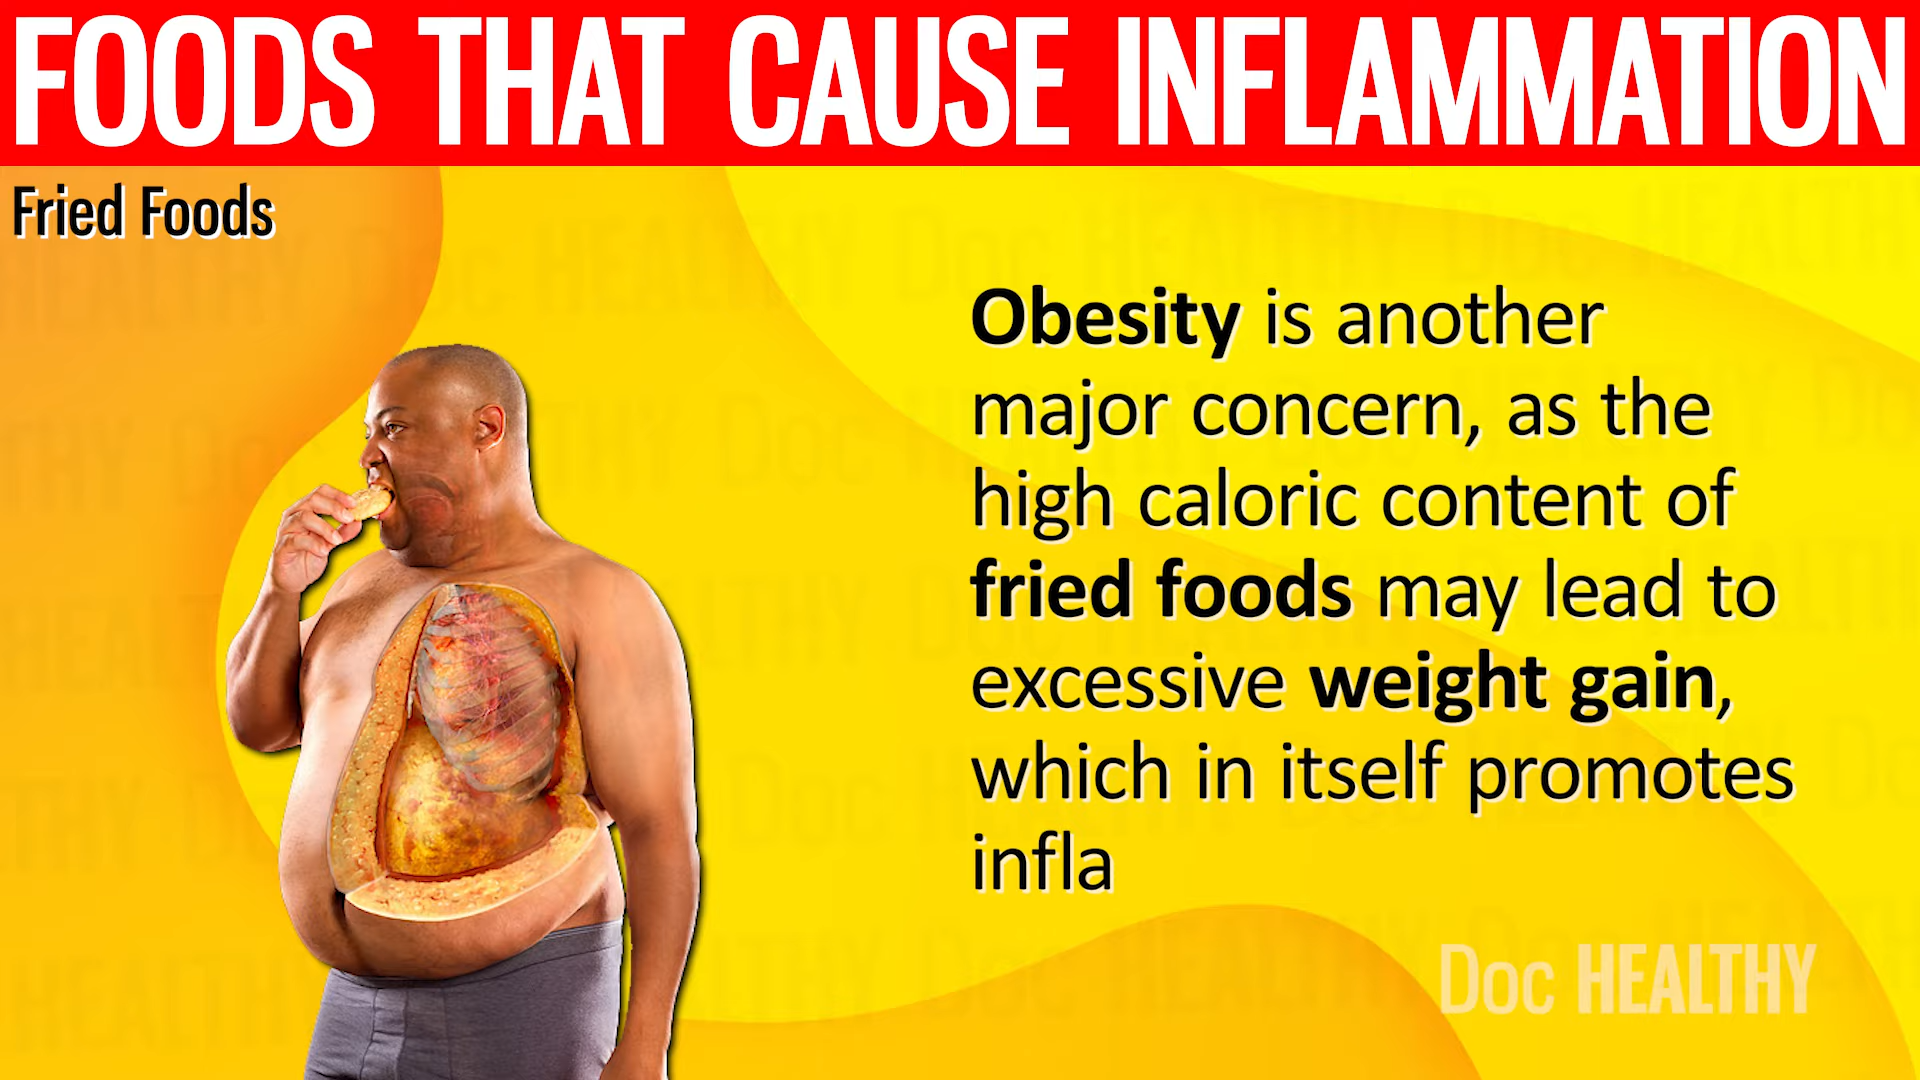 FOODS THAT CAUSE INFLAMMATION
Fried Foods
Obesity is another
major concern, as the
high caloric content of
fried foods may lead to
excessive weight gain,
which in itself promotes
infla
Doc HEALTHY